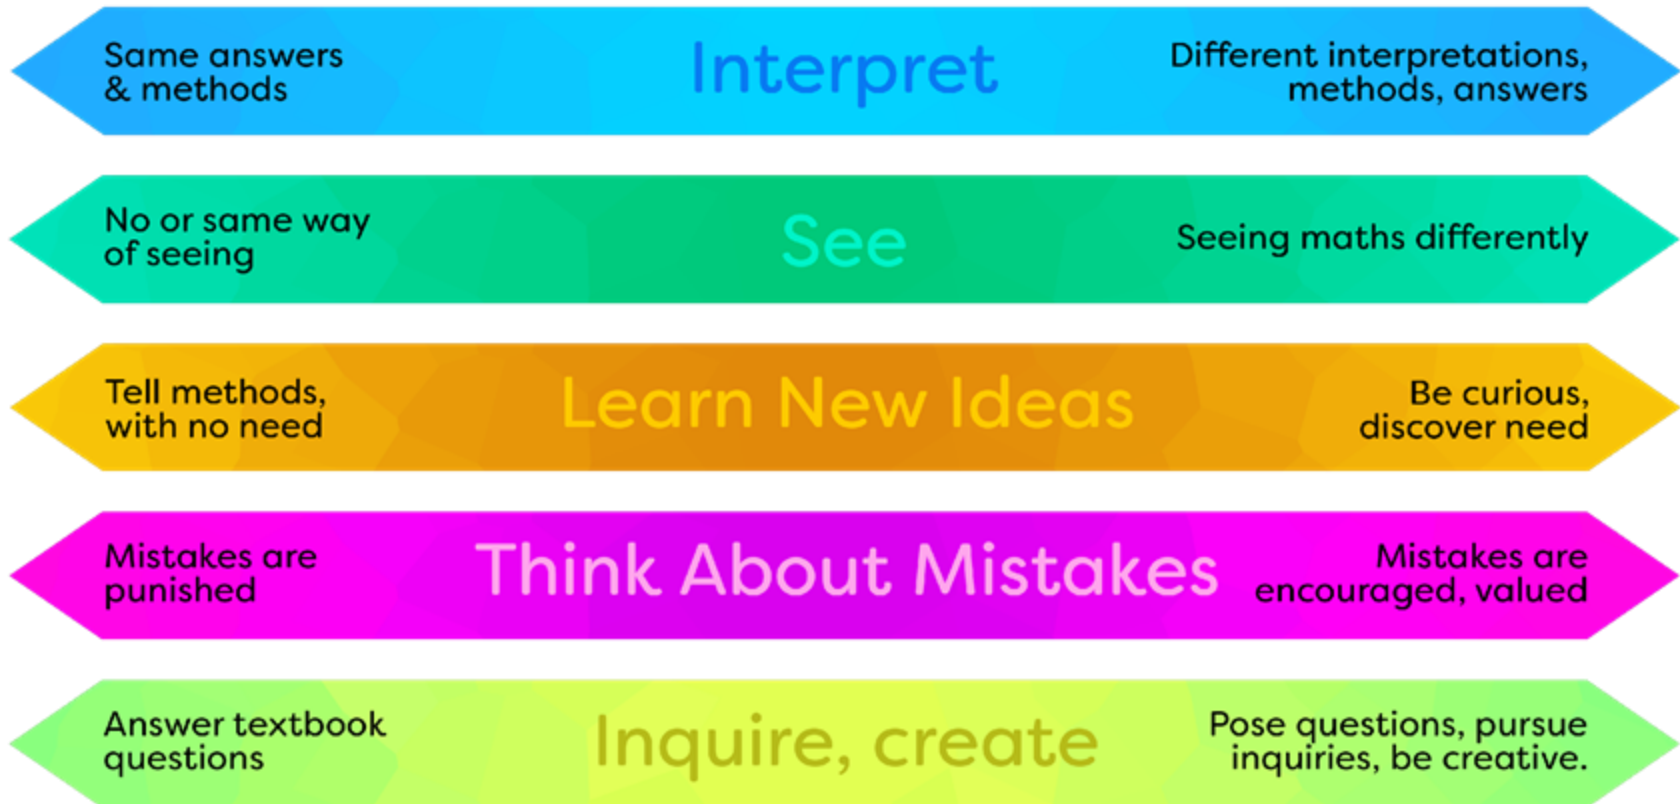 Same answers
& methods
Interpret
Different interpretations,
methods, answers
No or same way
of seeing
See
Seeing maths differently
Tell methods,
with no need
Learn New Ideas
Be curious,
discover need
Mistakes are
punished
Think About Mistakes
Mistakes are
encouraged, valued
Answer textbook
questions
Inquire, create
Pose questions, pursue
inquiries, be creative.